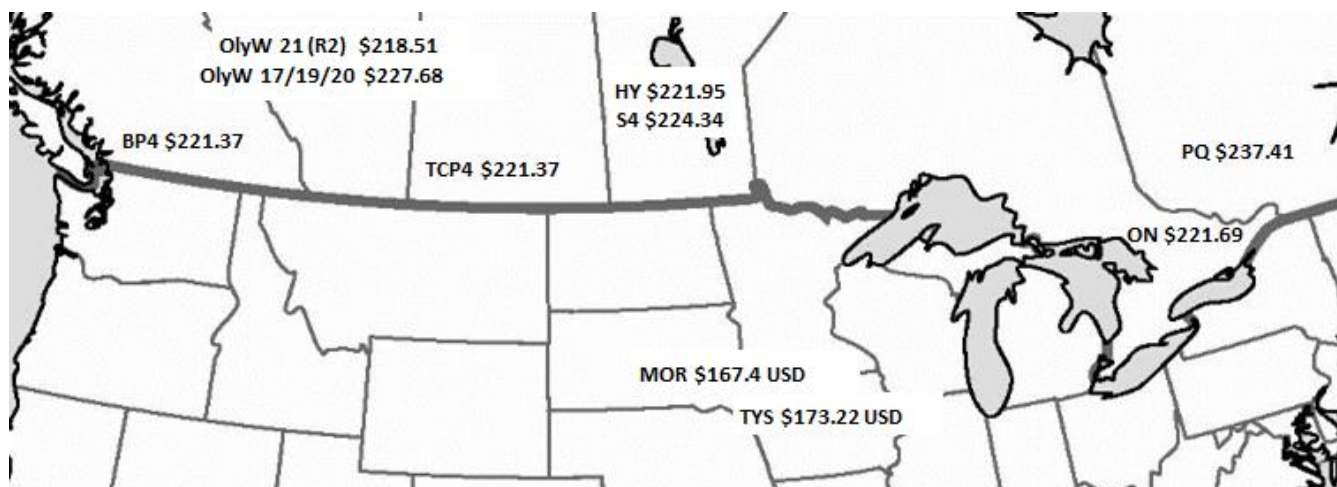 OlyW 21 (R2) $218.51
OlyW 17/19/20 $227.68
HY $221.95
S4 $224.34
BP4 $221.37
TCP4 $221.37
PQ $237.41
ON $221.69
MOR $167.4 USD
TYS $173.22 USD